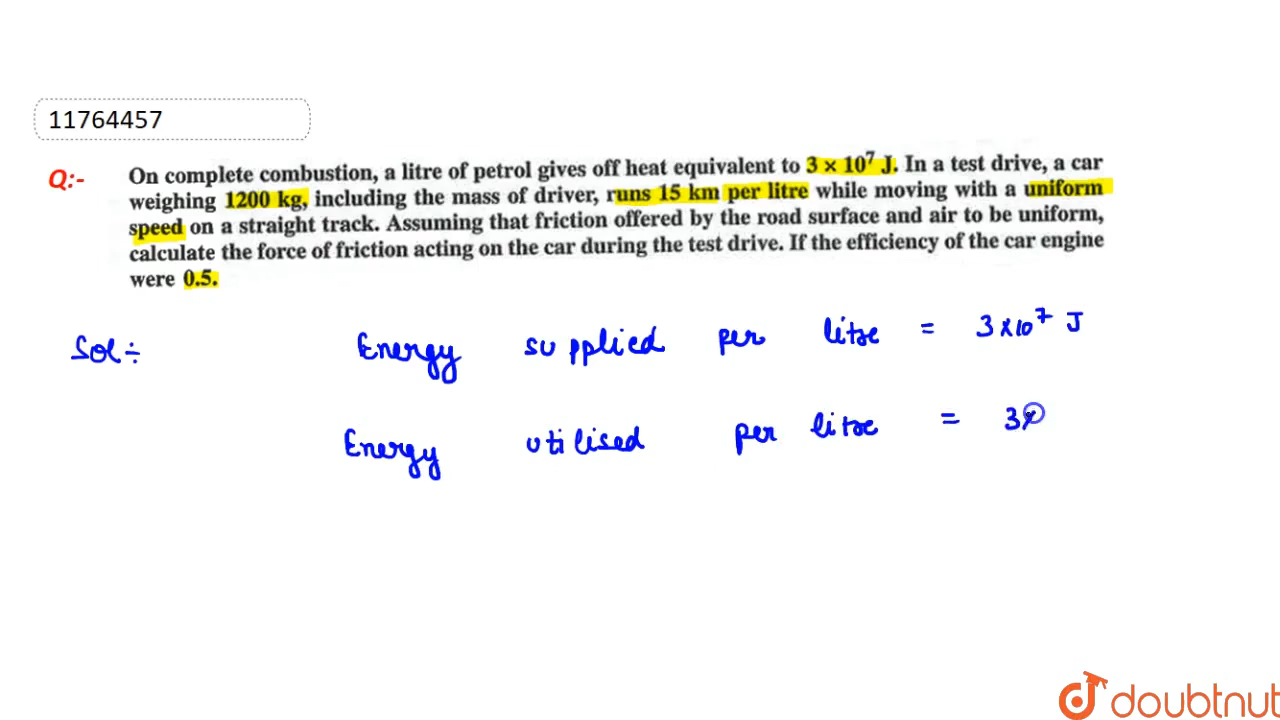 11764457
Q:- On complete combustion, a litre of petrol gives off heat equivalent to 3 × 10⁷ J. In a test drive, a car
weighing 1200 kg, including the mass of driver, runs 15 km per litre while moving with a uniform
speed on a straight track. Assuming that friction offered by the road surface and air to be uniform,
calculate the force of friction acting on the car during the test drive. If the efficiency of the car engine
were 0.5.
Sol÷ Energy supplied per litre = 3×10⁷ J
Energy utilised per litre = 3×
doubtnut